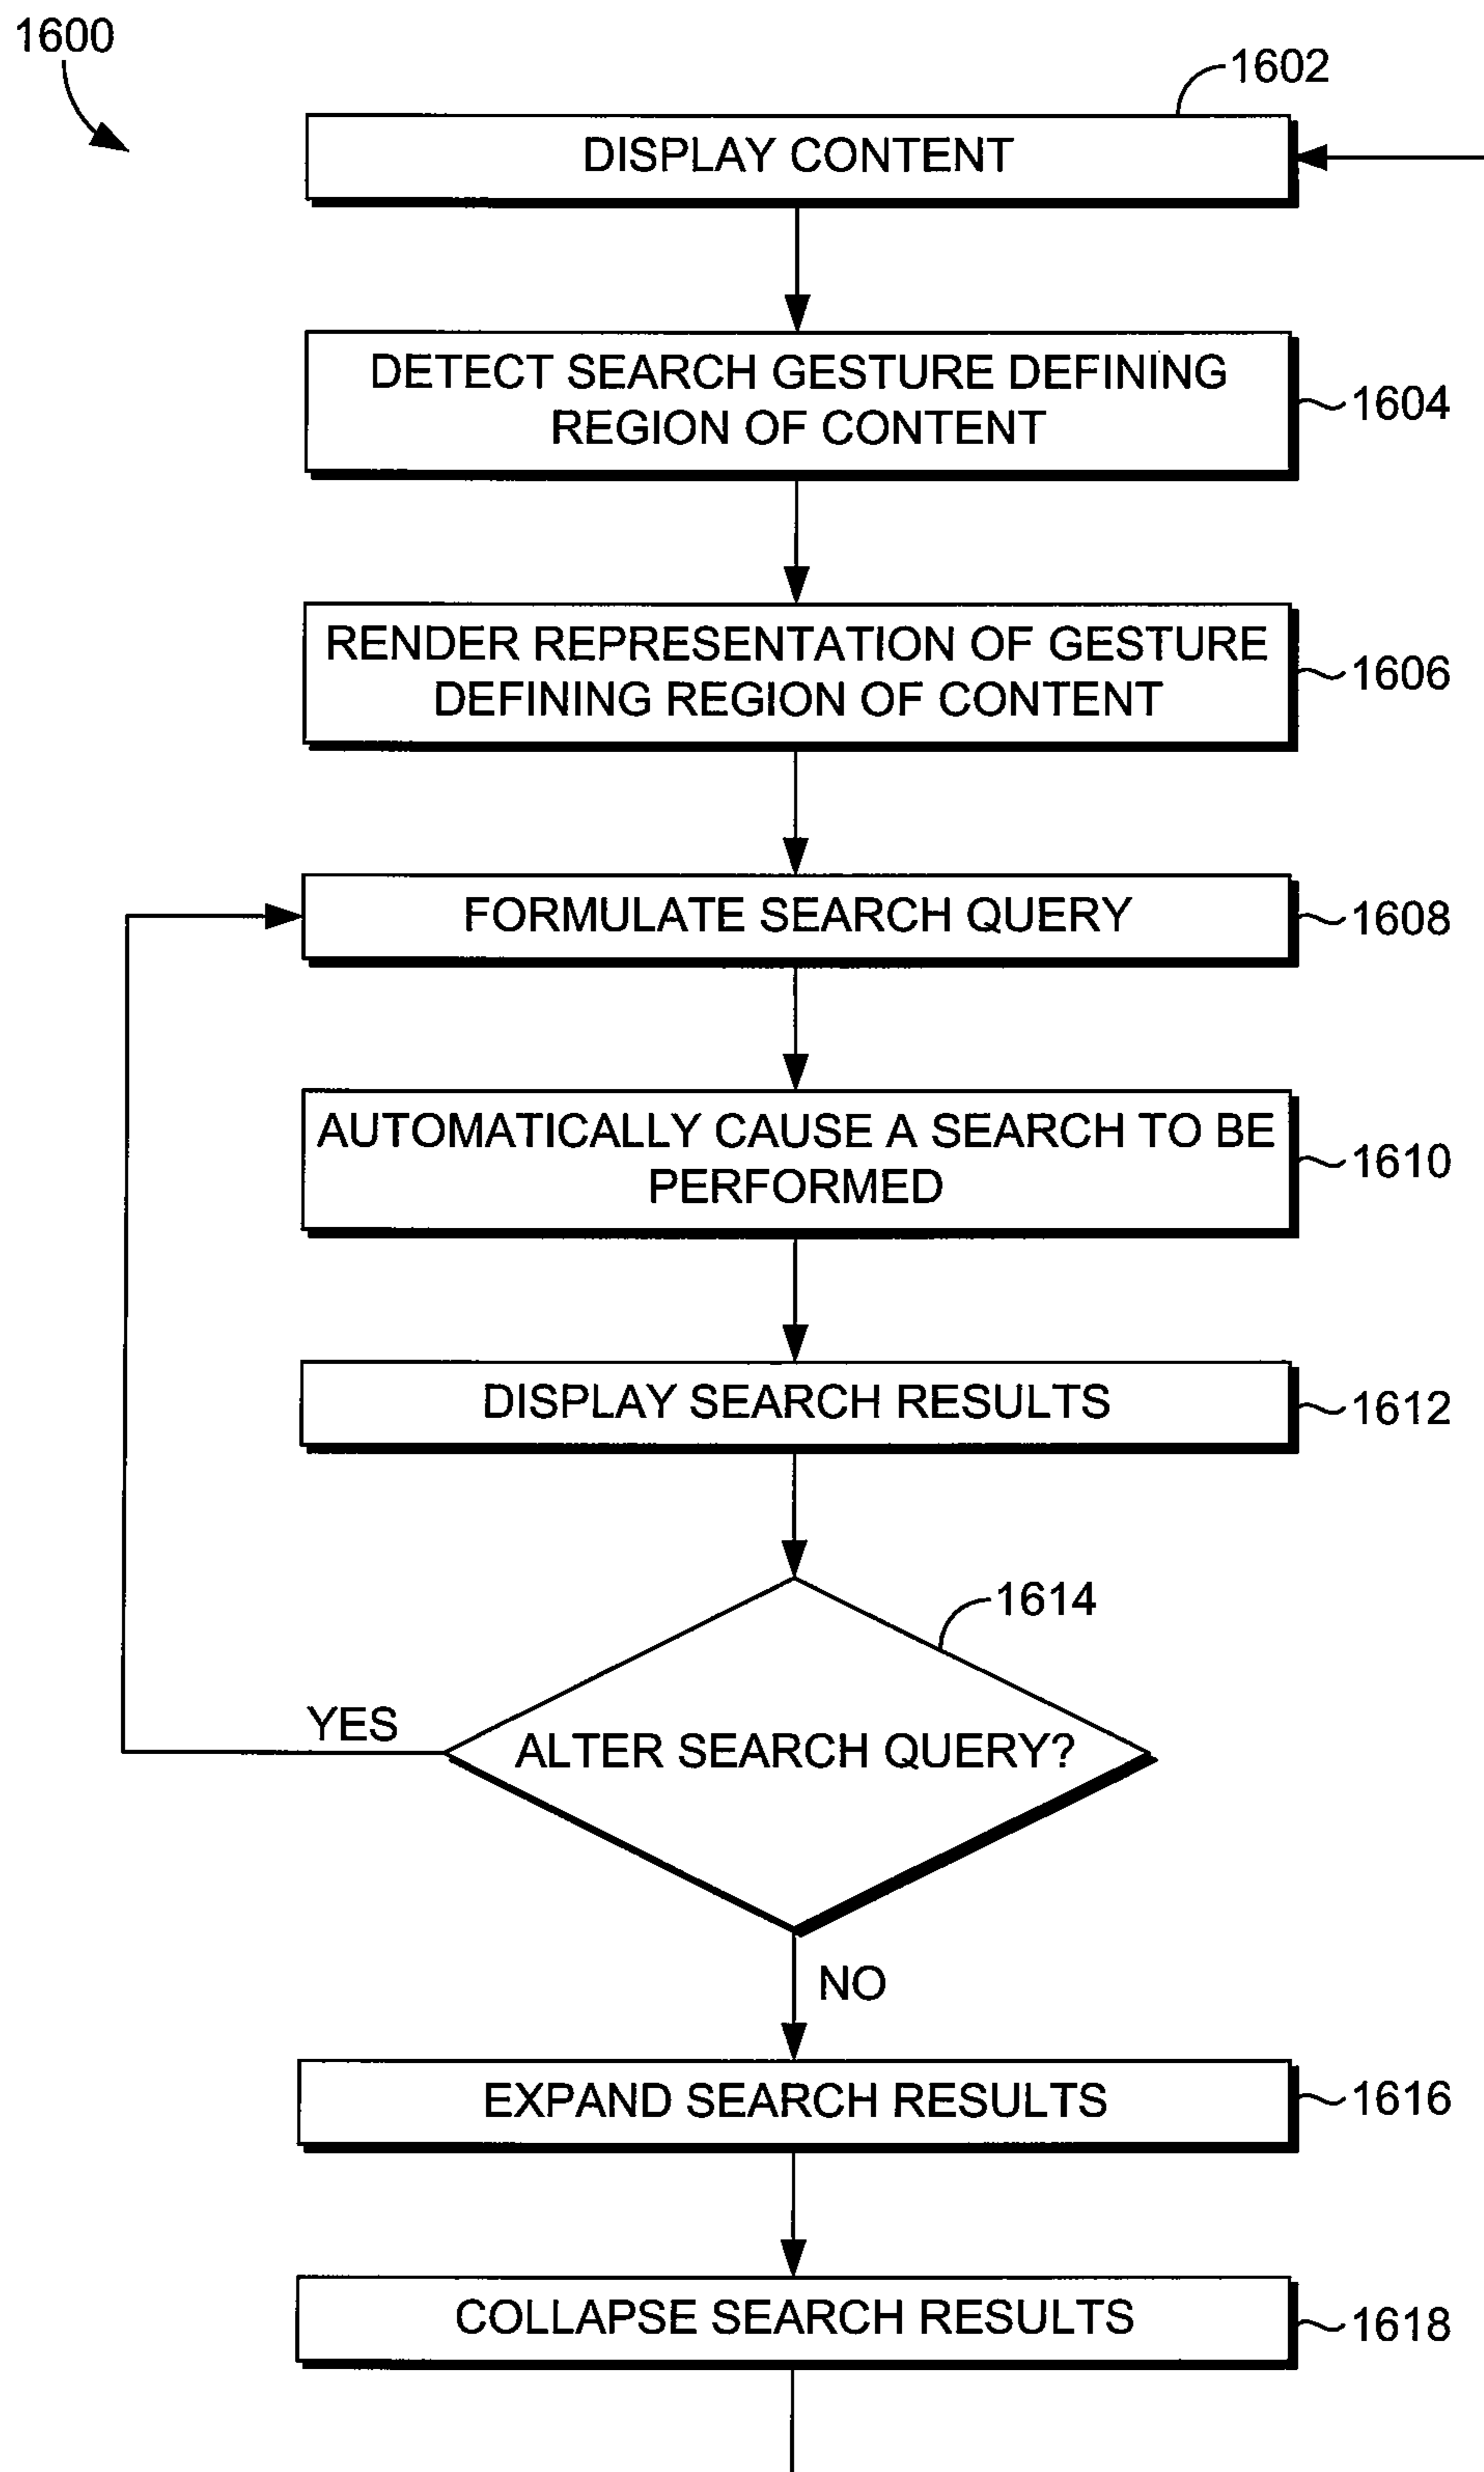 1600
1602
DISPLAY CONTENT
DETECT SEARCH GESTURE DEFINING
REGION OF CONTENT
1604
RENDER REPRESENTATION OF GESTURE
DEFINING REGION OF CONTENT
1606
FORMULATE SEARCH QUERY
1608
AUTOMATICALLY CAUSE A SEARCH TO BE
PERFORMED
1610
DISPLAY SEARCH RESULTS
1612
1614
YES
ALTER SEARCH QUERY?
NO
EXPAND SEARCH RESULTS
1616
COLLAPSE SEARCH RESULTS
1618